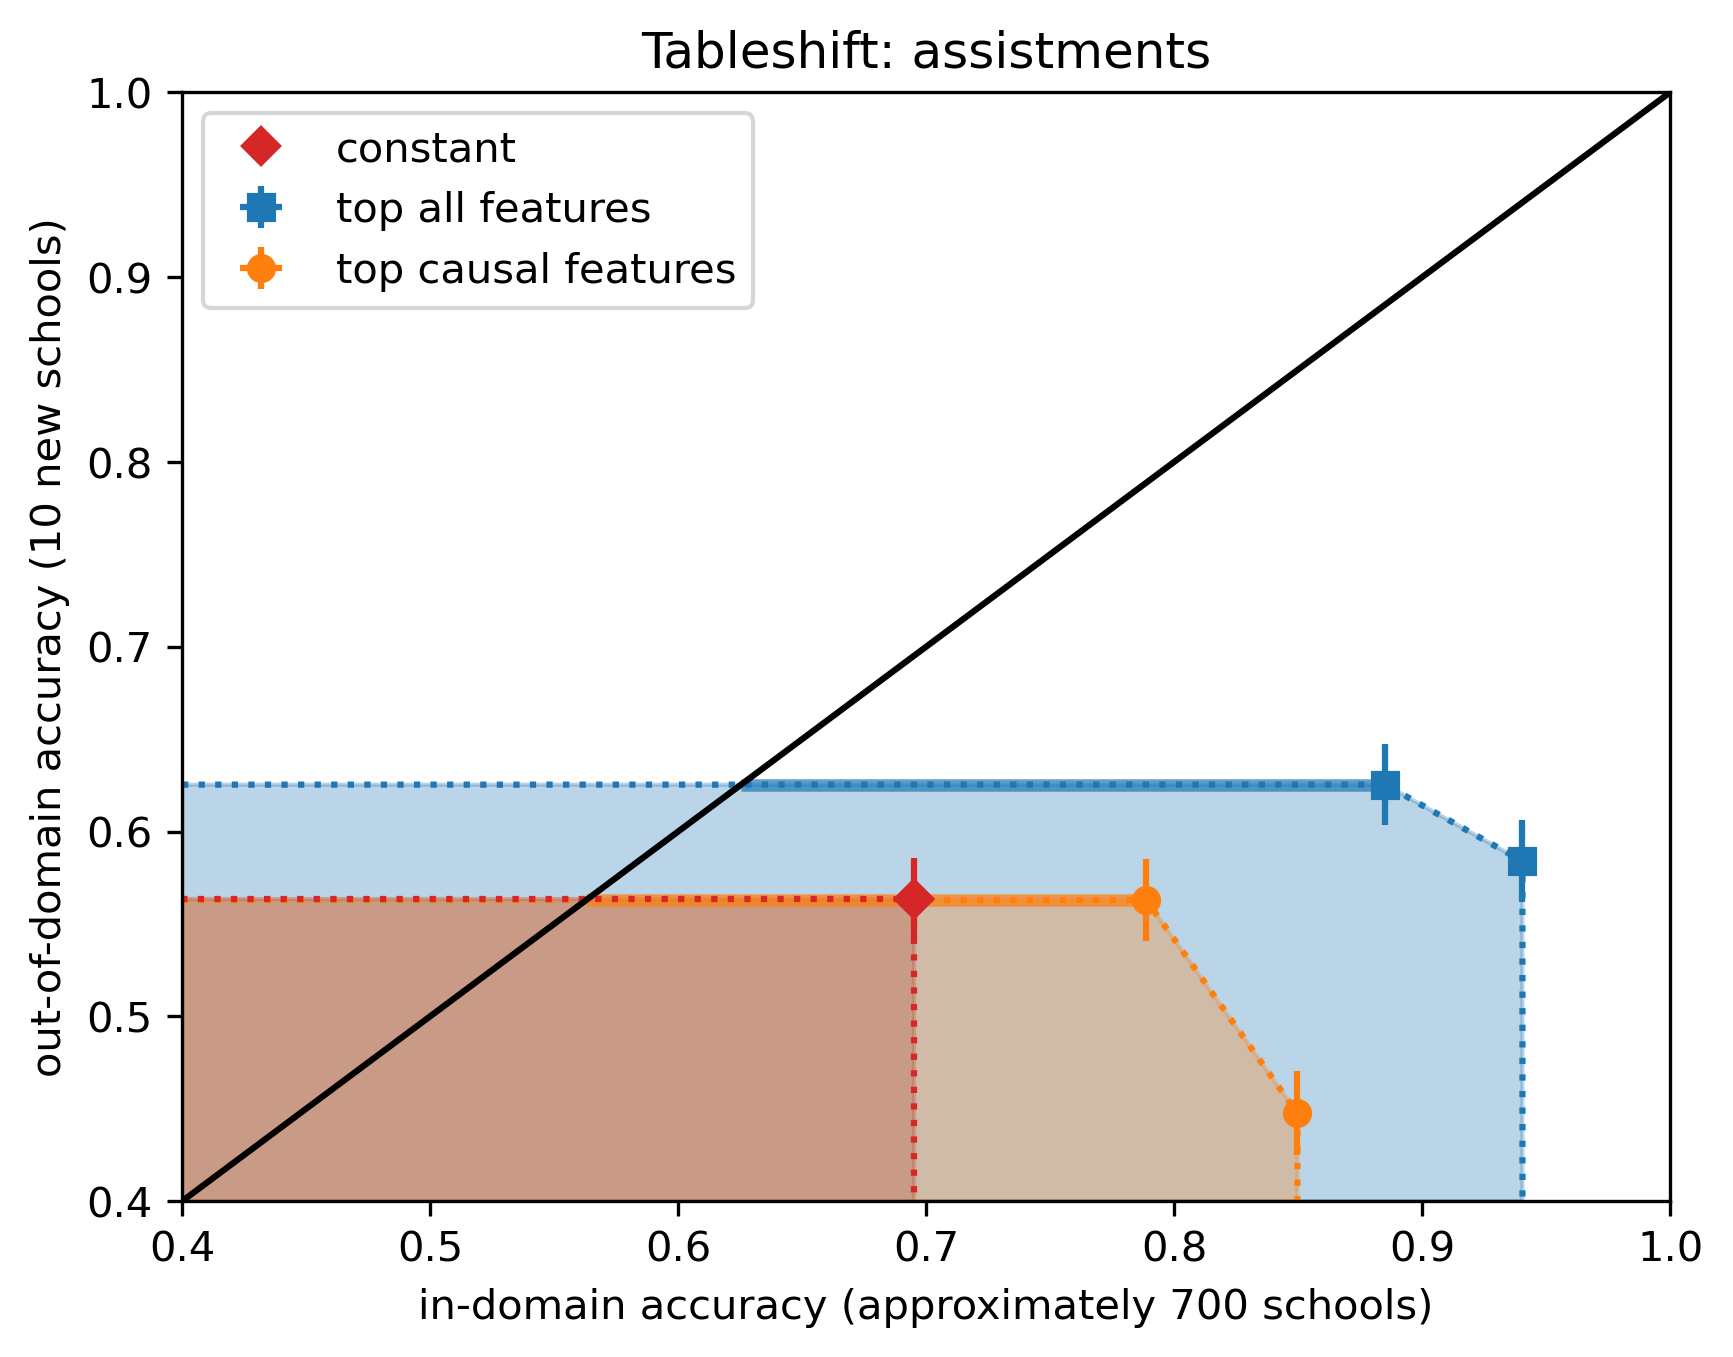 Tableshift: assistments
1.0
0.9
0.8
0.7
0.6
0.5
0.4
out-of-domain accuracy (10 new schools)
constant
top all features
top causal features
0.4 0.5 0.6 0.7 0.8 0.9 1.0
in-domain accuracy (approximately 700 schools)